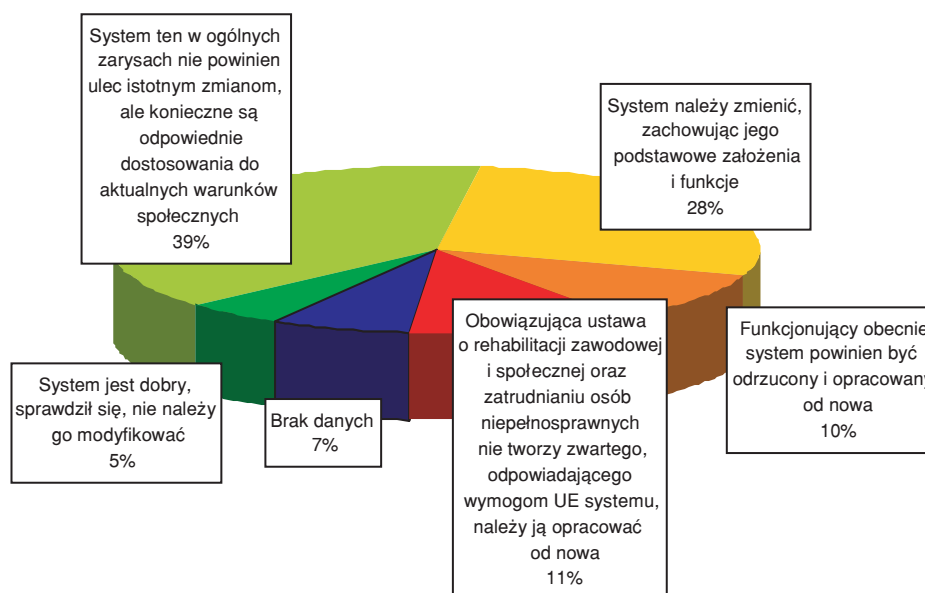 System ten w ogólnych
zarysach nie powinien
ulec istotnym zmianom,
ale konieczne są
odpowiednie
dostosowania do
aktualnych warunków
społecznych
39%
System należy zmienić,
zachowując jego
podstawowe założenia
i funkcje
28%
Funkcjonujący obecnie
system powinien być
odrzucony i opracowany
od nowa
10%
Obowiązująca ustawa
o rehabilitacji zawodowej
i społecznej oraz
zatrudnianiu osób
niepełnosprawnych
nie tworzy zwartego,
odpowiadającego
wymogom UE systemu,
należy ją opracować
od nowa
11%
Brak danych
7%
System jest dobry,
sprawdził się, nie należy
go modyfikować
5%